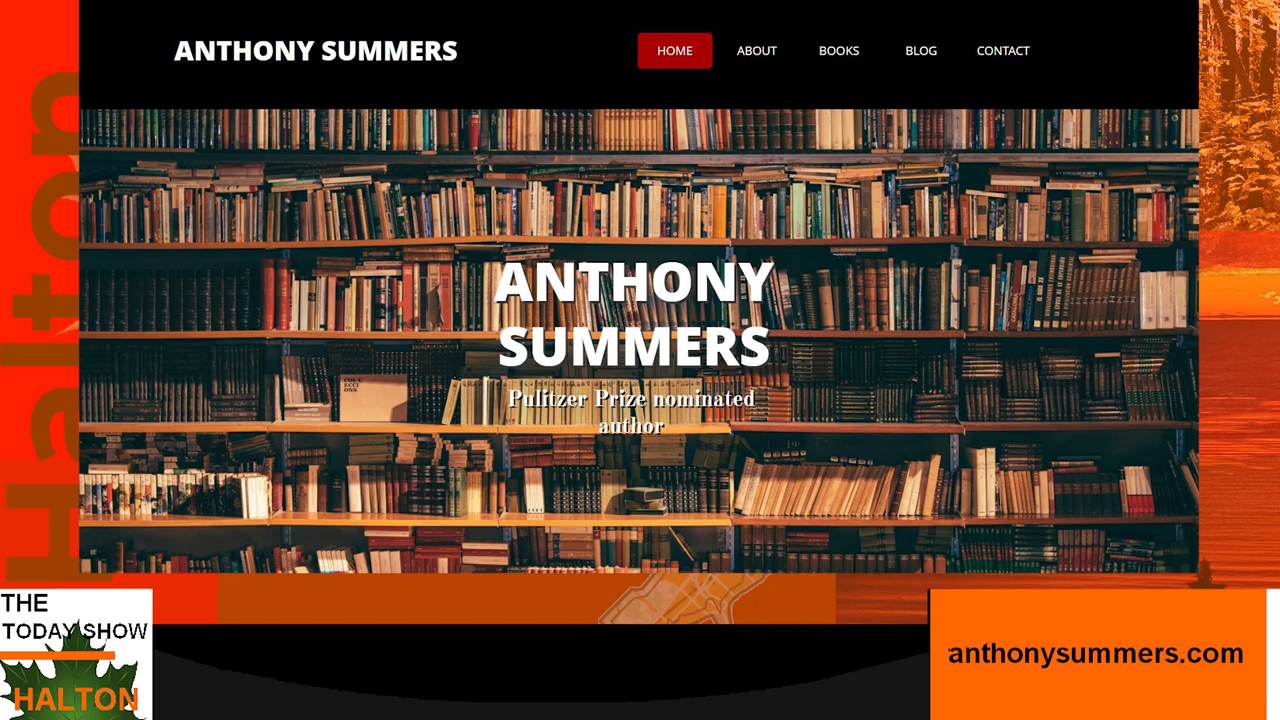 ANTHONY SUMMERS
HOME ABOUT BOOKS BLOG CONTACT
Halton
ANTHONY
SUMMERS
Pulitzer Prize nominated
author
THE
TODAY SHOW
HALTON
anthonysummers.com